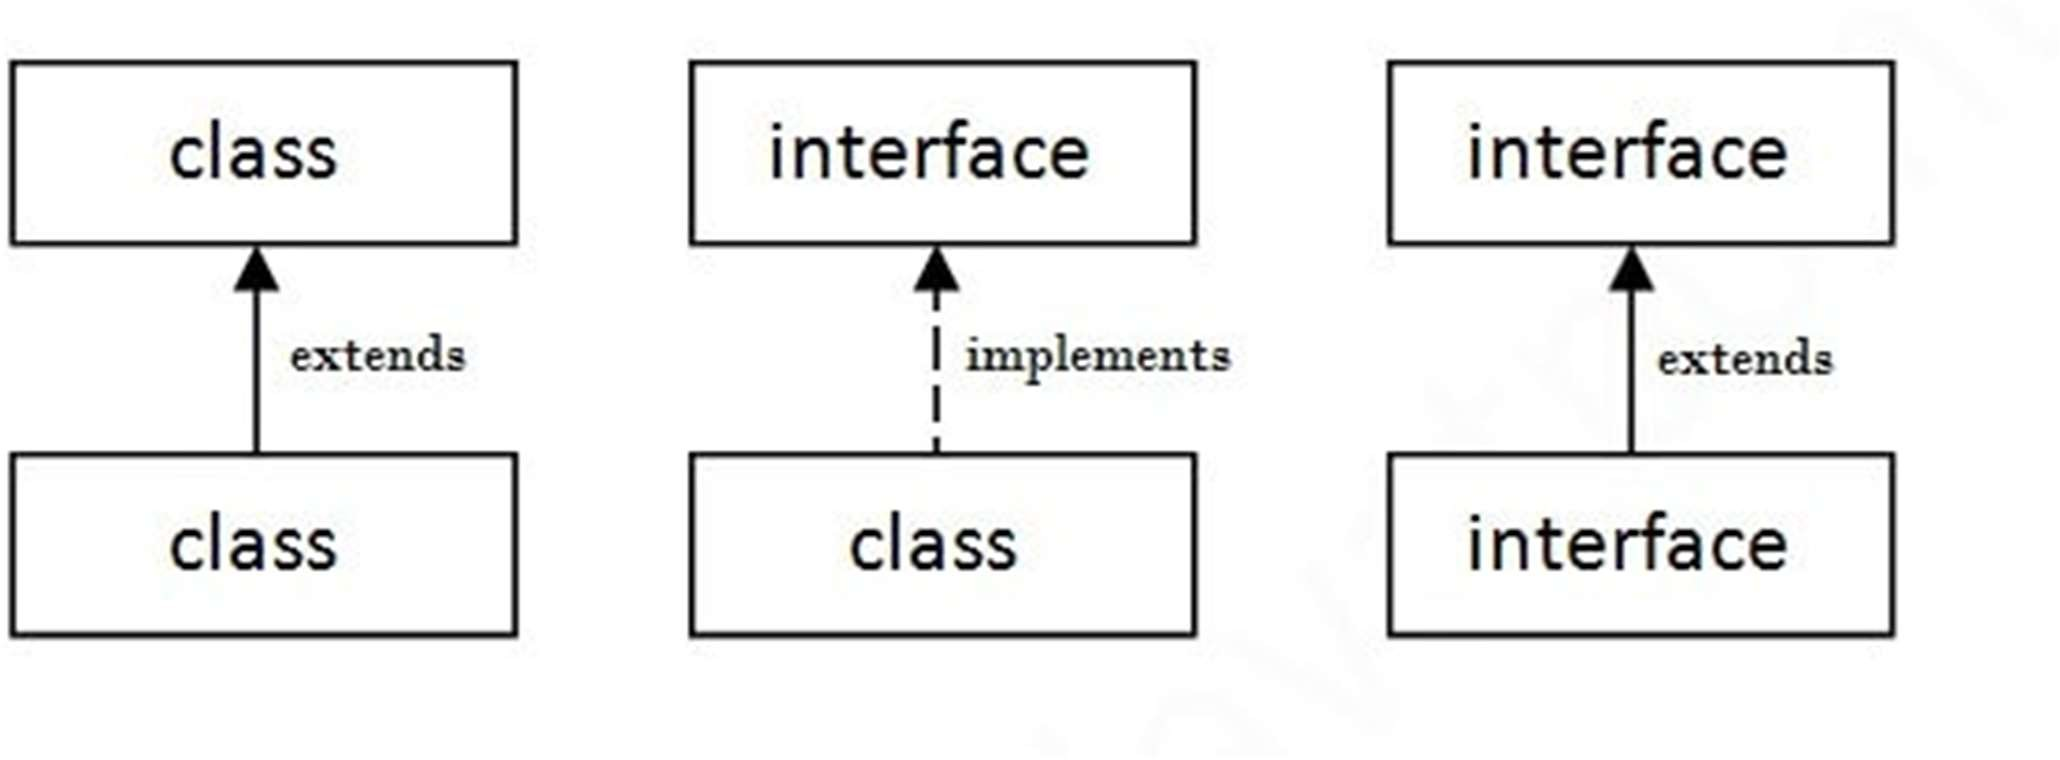 class
interface
interface
extends
implements
extends
class
class
interface